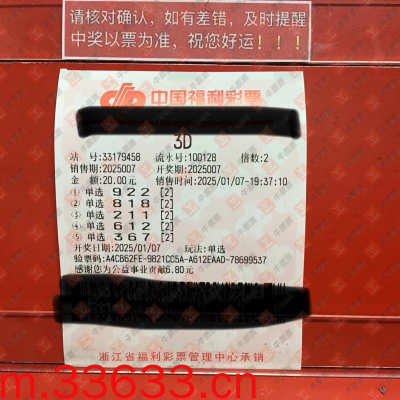 请核对确认，如有差错，及时提醒
中奖以票为准，祝您好运！！！
中国福利彩票
3D
站 号:33179458 流水号:100128 倍数:2
销售期:2025007 开奖期:2025007
金 额:20.00元 销售时间:2025/01/07-19:37:10
① 单选 9 2 2 [2]
② 单选 8 1 8 [2]
③ 单选 2 1 1 [2]
④ 单选 6 1 2 [2]
⑤ 单选 3 6 7 [2]
开奖日期:2025/01/07 玩法:单选
验票码:A4CB62FE-9821CC5A-A612EAAD-78699537
感谢您为公益事业贡献6.80元
浙江省福利彩票管理中心承销
m.33633.cn